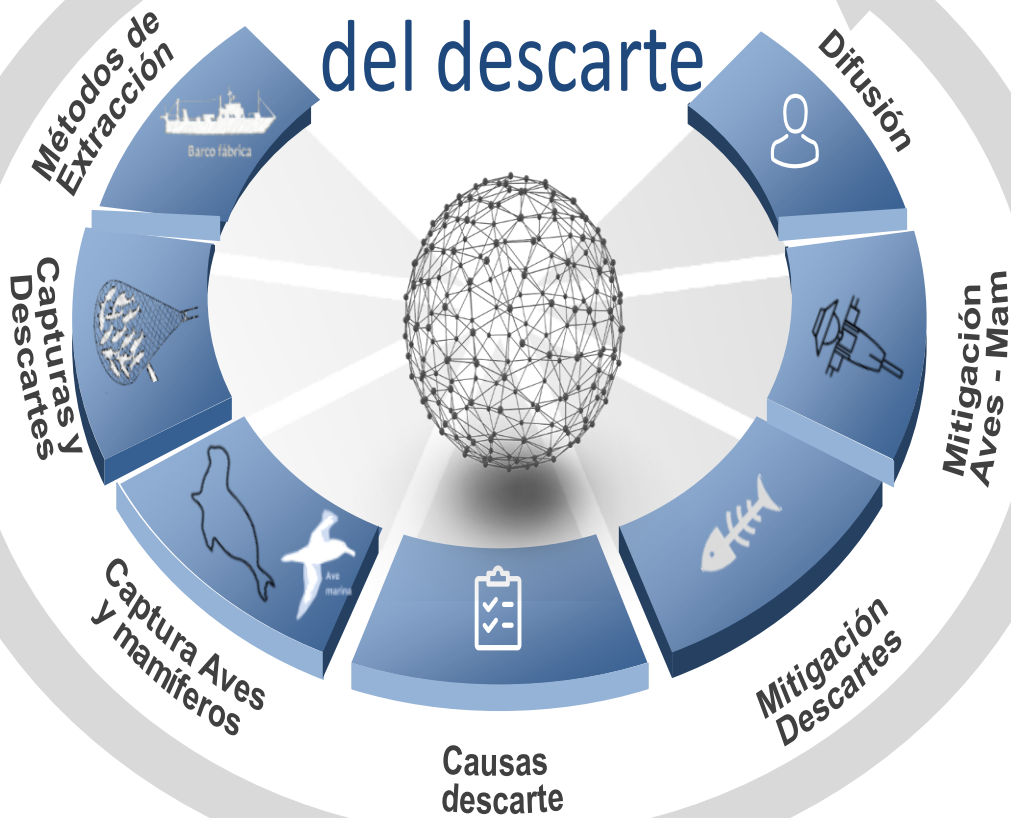 del descarte
Métodos de
Extracción
Barco fábrica
Capturas y
Descartes
Captura Aves
y mamíferos
Ave
marina
Causas
descarte
Mitigación
Descartes
Mitigación
Aves - Mam
Difusión